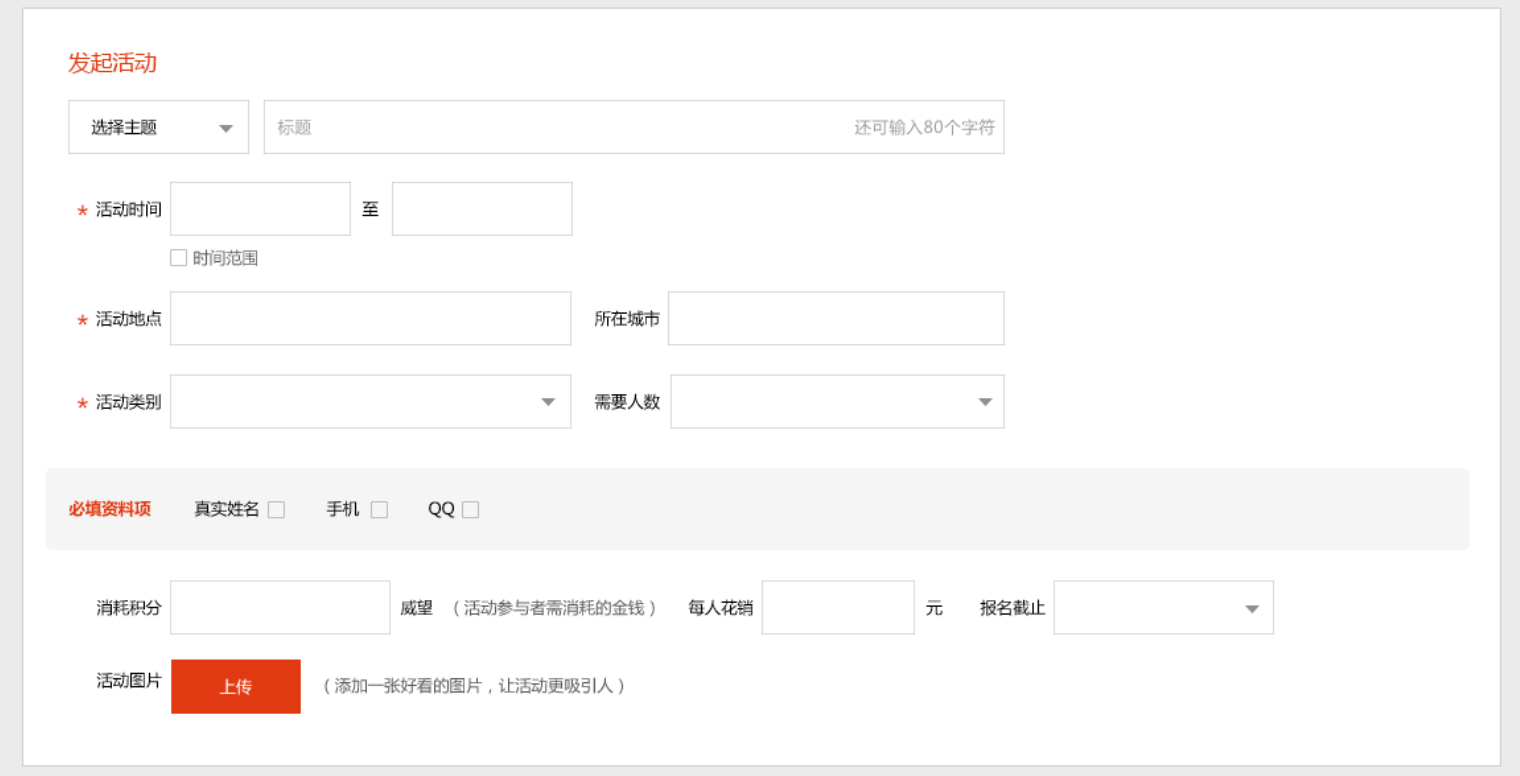 发起活动
选择主题 标题 还可输入80个字符
* 活动时间 至
时间范围
* 活动地点 所在城市
* 活动类别 需要人数
必填资料项 真实姓名 手机 QQ
消耗积分 威望 （活动参与者需消耗的金钱） 每人花销 元 报名截止
活动图片 上传 （添加一张好看的图片，让活动更吸引人）